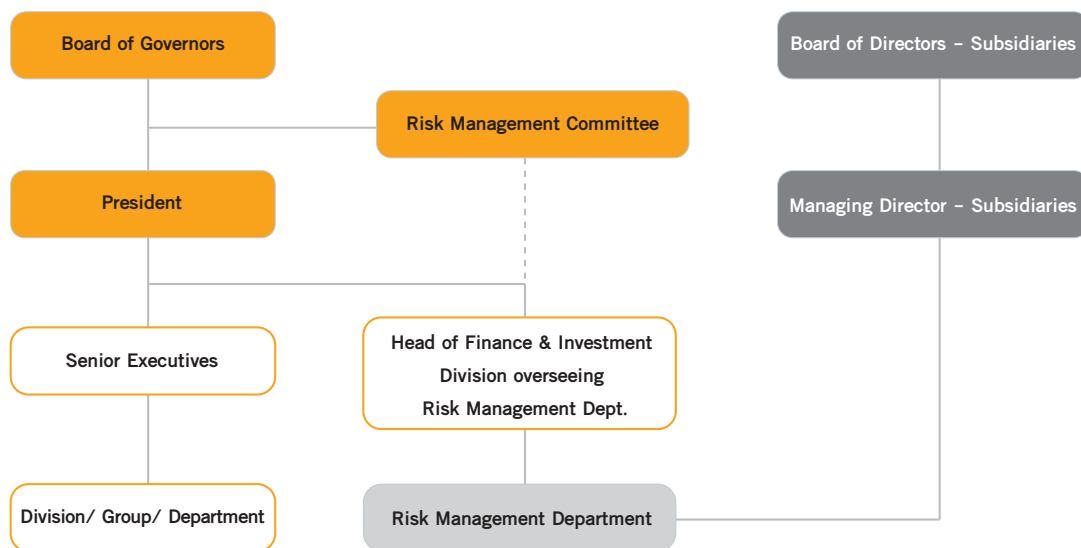 Board of Governors
Board of Directors – Subsidiaries
Risk Management Committee
President
Managing Director – Subsidiaries
Senior Executives
Head of Finance & Investment
Division overseeing
Risk Management Dept.
Division/ Group/ Department
Risk Management Department